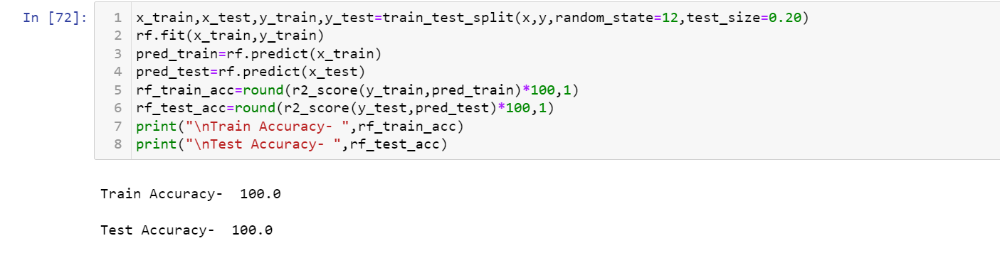 In [72]:
1 x_train,x_test,y_train,y_test=train_test_split(x,y,random_state=12,test_size=0.20)
2 rf.fit(x_train,y_train)
3 pred_train=rf.predict(x_train)
4 pred_test=rf.predict(x_test)
5 rf_train_acc=round(r2_score(y_train,pred_train)*100,1)
6 rf_test_acc=round(r2_score(y_test,pred_test)*100,1)
7 print("\nTrain Accuracy- ",rf_train_acc)
8 print("\nTest Accuracy- ",rf_test_acc)
Train Accuracy-  100.0
Test Accuracy-  100.0